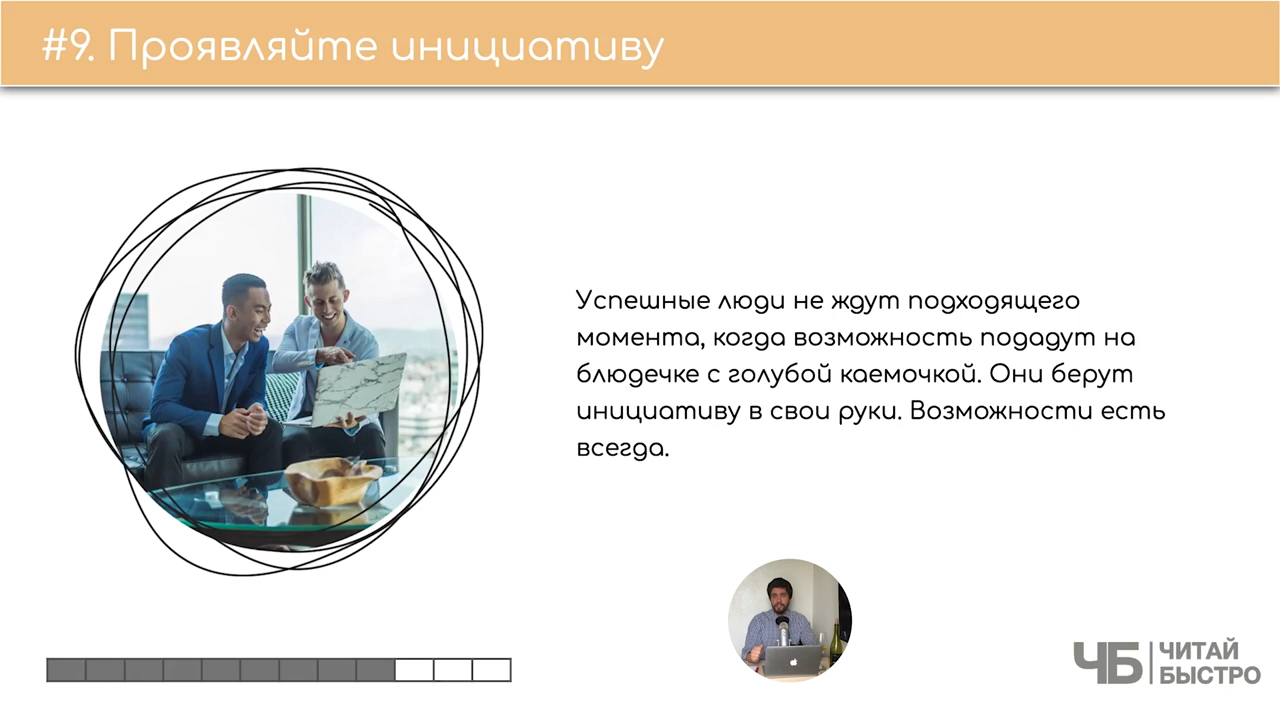 #9. Проявляйте инициативу
Успешные люди не ждут подходящего
момента, когда возможность подадут на
блюдечке с голубой каемочкой. Они берут
инициативу в свои руки. Возможности есть
всегда.
ЧБ ЧИТАЙ
БЫСТРО